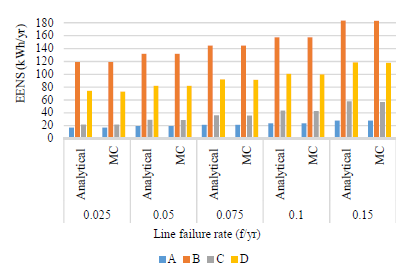 EENS (kWh/yr)
180
160
140
120
100
80
60
40
20
0
Analytical MC Analytical MC Analytical MC Analytical MC Analytical MC
0.025 0.05 0.075 0.1 0.15
Line failure rate (f/yr)
A B C D